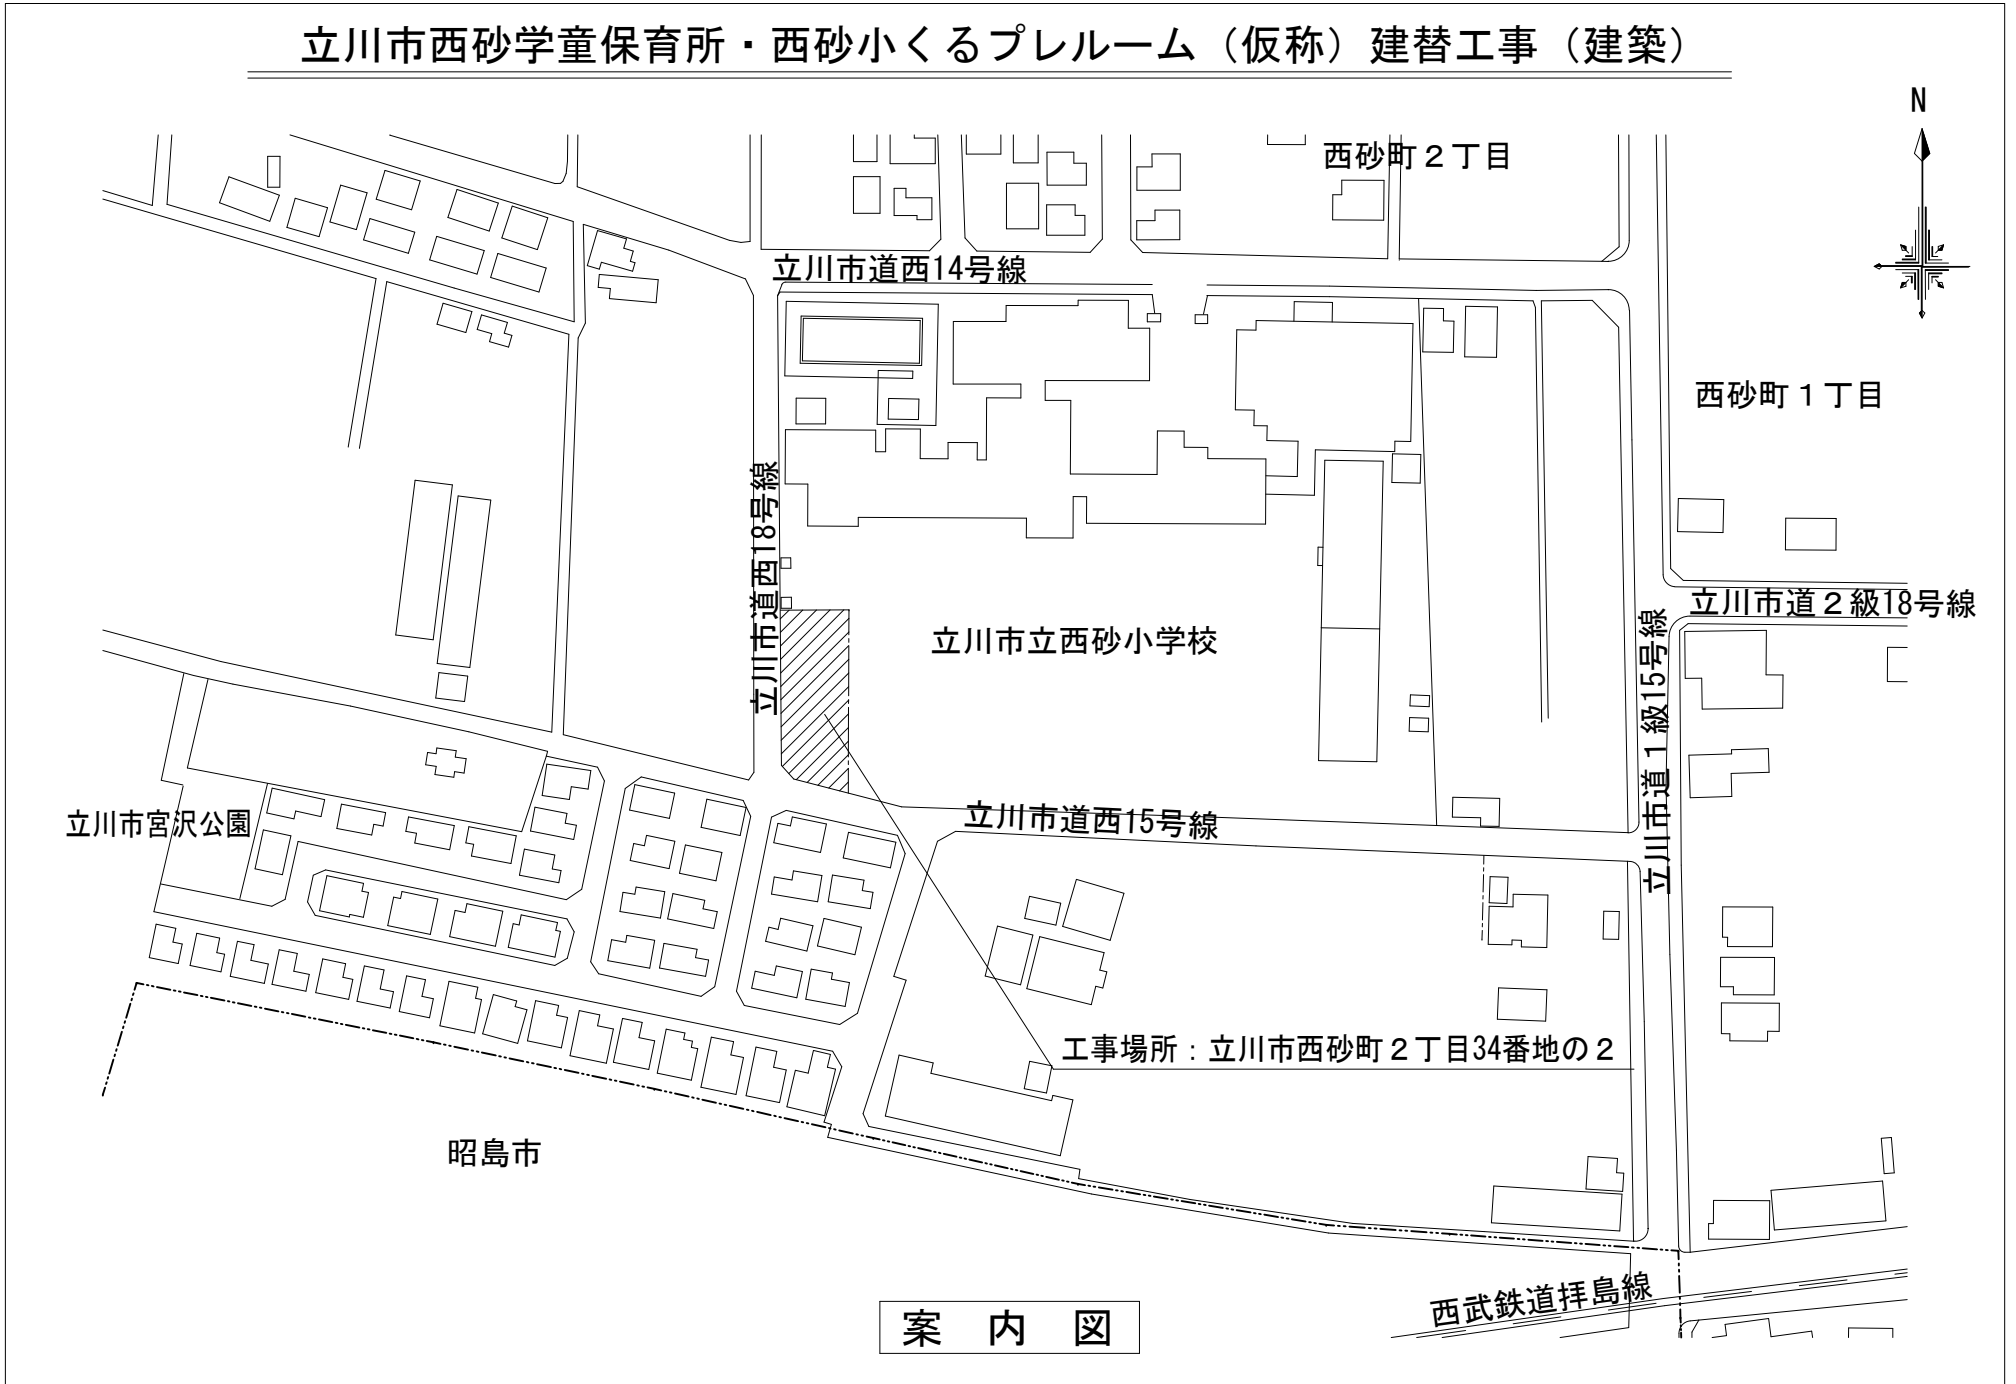 立川市西砂学童保育所・西砂小くるプレルーム（仮称）建替工事（建築）
N
西砂町２丁目
立川市道西14号線
西砂町１丁目
立川市道西18号線
立川市道２級18号線
立川市立西砂小学校
立川市道１級15号線
立川市宮沢公園
立川市道西15号線
工事場所：立川市西砂町２丁目34番地の２
昭島市
西武鉄道拝島線
案　内　図